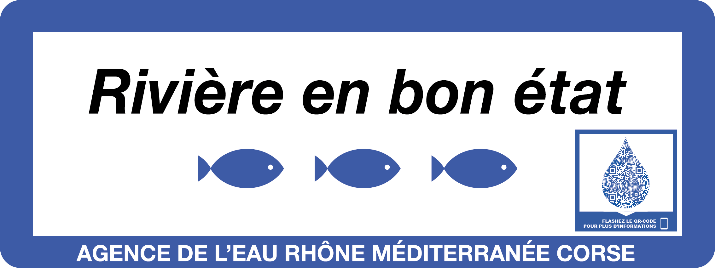 Rivière en bon état
FLASHEZ LE QR-CODE
POUR PLUS D'INFORMATIONS
AGENCE DE L'EAU RHÔNE MÉDITERRANÉE CORSE